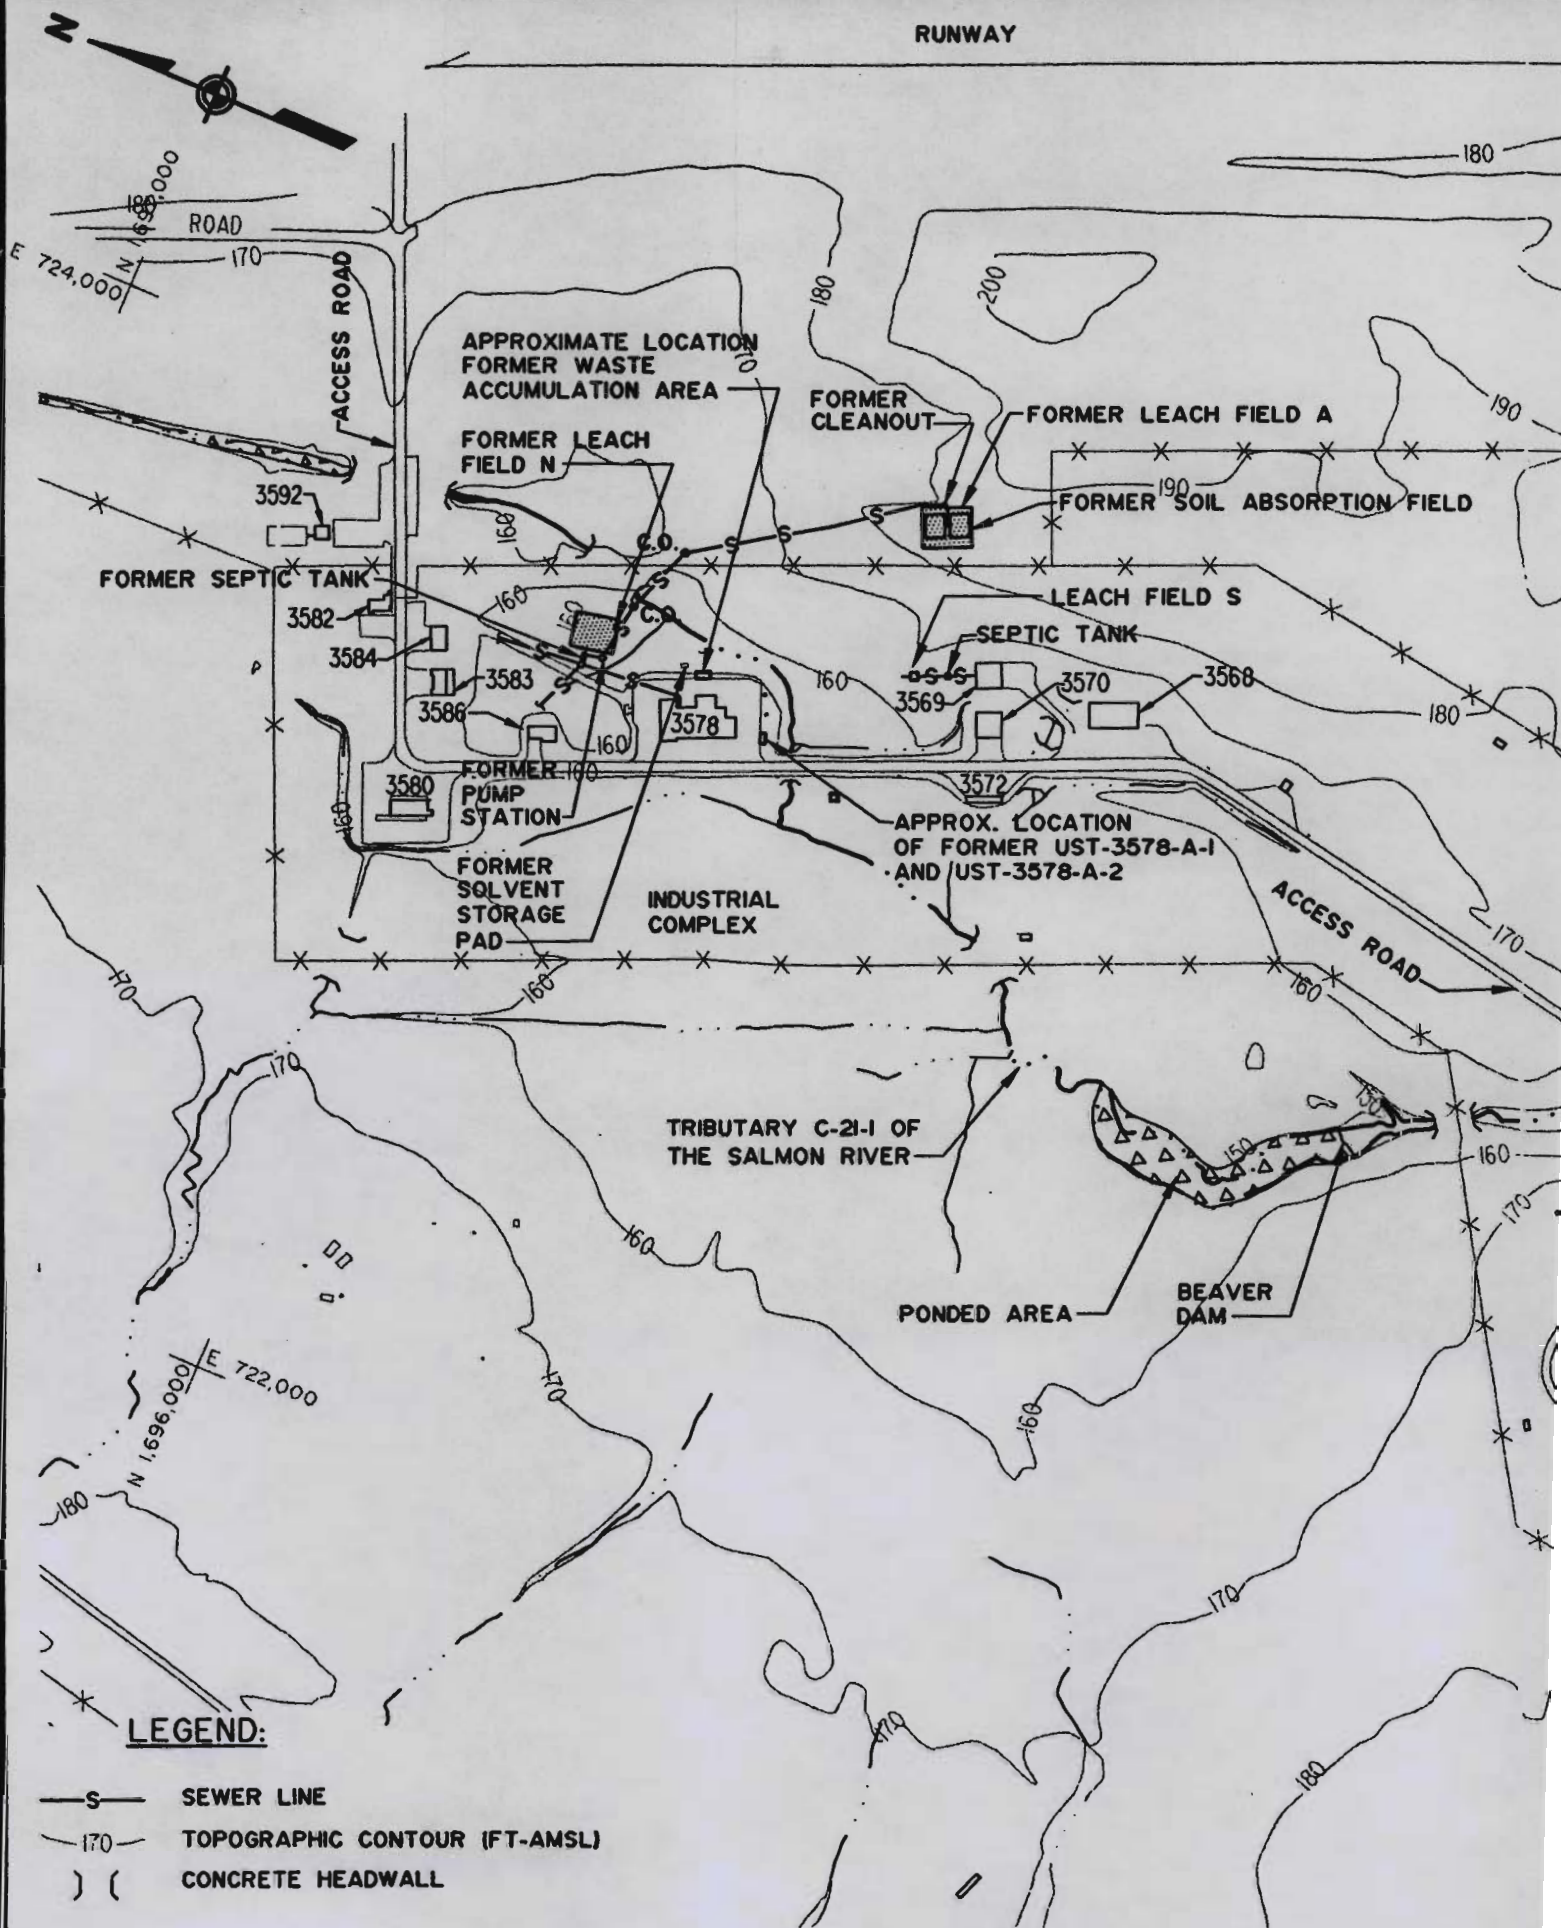 N
RUNWAY
180
180
ROAD
170
E 724,000
N 1,69
,000
ACCESS ROAD
200
180
170
190
APPROXIMATE LOCATION
FORMER WASTE
ACCUMULATION AREA
FORMER
CLEANOUT
FORMER LEACH FIELD A
FORMER LEACH
FIELD N
190
FORMER SOIL ABSORPTION FIELD
3592
160
C.O.
S
S
S
S
FORMER SEPTIC TANK
160
160
C.O.
S
LEACH FIELD S
3582
SEPTIC TANK
3584
S
S
S
3583
S
S
160
3569
3570
3568
3586
3578
180
160
FORMER
PUMP
STATION
160
3580
3572
160
APPROX. LOCATION
OF FORMER UST-3578-A-1
AND UST-3578-A-2
FORMER
SOLVENT
STORAGE
PAD
INDUSTRIAL
COMPLEX
ACCESS ROAD
170
170
160
160
170
150
TRIBUTARY C-21-1 OF
THE SALMON RIVER
150
160
170
160
PONDED AREA
BEAVER
DAM
E 722,000
N 1,696,000
170
160
180
170
170
180
LEGEND:
S SEWER LINE
170 TOPOGRAPHIC CONTOUR (FT-AMSL)
) ( CONCRETE HEADWALL